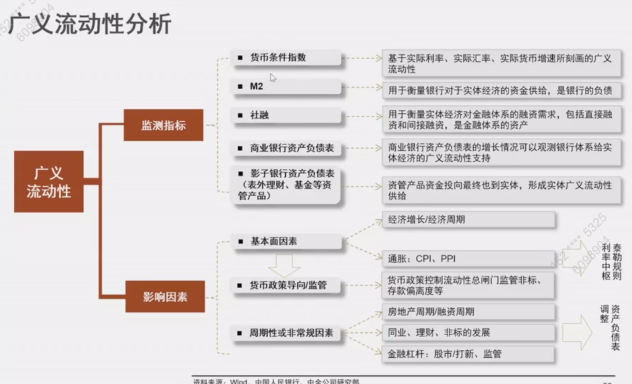 广义流动性分析
广义
流动性
监测指标
影响因素
■ 货币条件指数
基于实际利率、实际汇率、实际货币增速所刻画的广义
流动性
■ M2
用于衡量银行对于实体经济的资金供给，是银行的负债
■ 社融
用于衡量实体经济对金融体系的融资需求，包括直接融
资和间接融资，是金融体系的资产
■ 商业银行资产负债表
商业银行资产负债表的增长情况可以观测银行体系给实
体经济的广义流动性支持
■ 影子银行资产负债表
（表外理财、基金等资
管产品）
资管产品资金投向最终也到实体，形成实体广义流动性
供给
■ 基本面因素
经济增长/经济周期
通胀：CPI、PPI
泰勒规则
利率中枢
■ 货币政策导向/监管
货币政策控制流动性总闸门监管非标、
存款偏离度等
■ 周期性或非常规因素
房地产周期/融资周期
同业、理财、非标的发展
金融杠杆：股市/打新、监管
资产负债表
调整
资料来源：Wind，中国人民银行，中金公司研究部